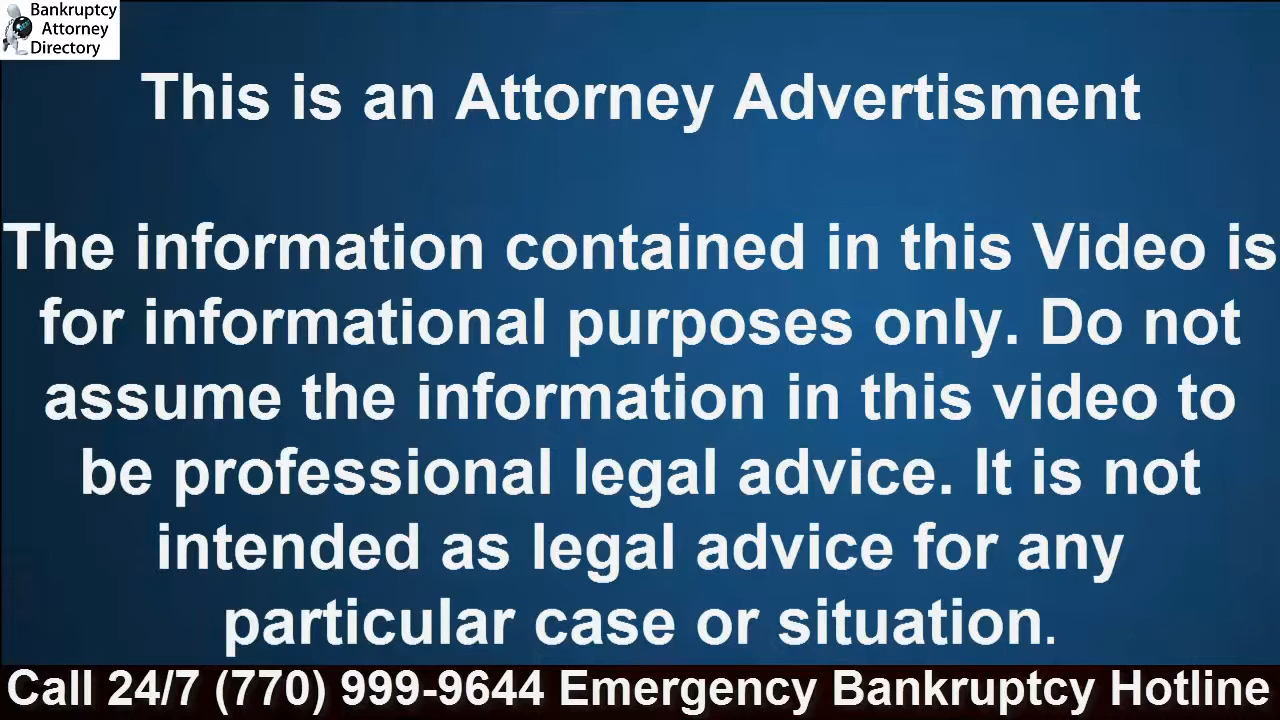 Bankruptcy
Attorney
Directory
This is an Attorney Advertisment
The information contained in this Video is
for informational purposes only. Do not
assume the information in this video to
be professional legal advice. It is not
intended as legal advice for any
particular case or situation.
Call 24/7 (770) 999-9644 Emergency Bankruptcy Hotline